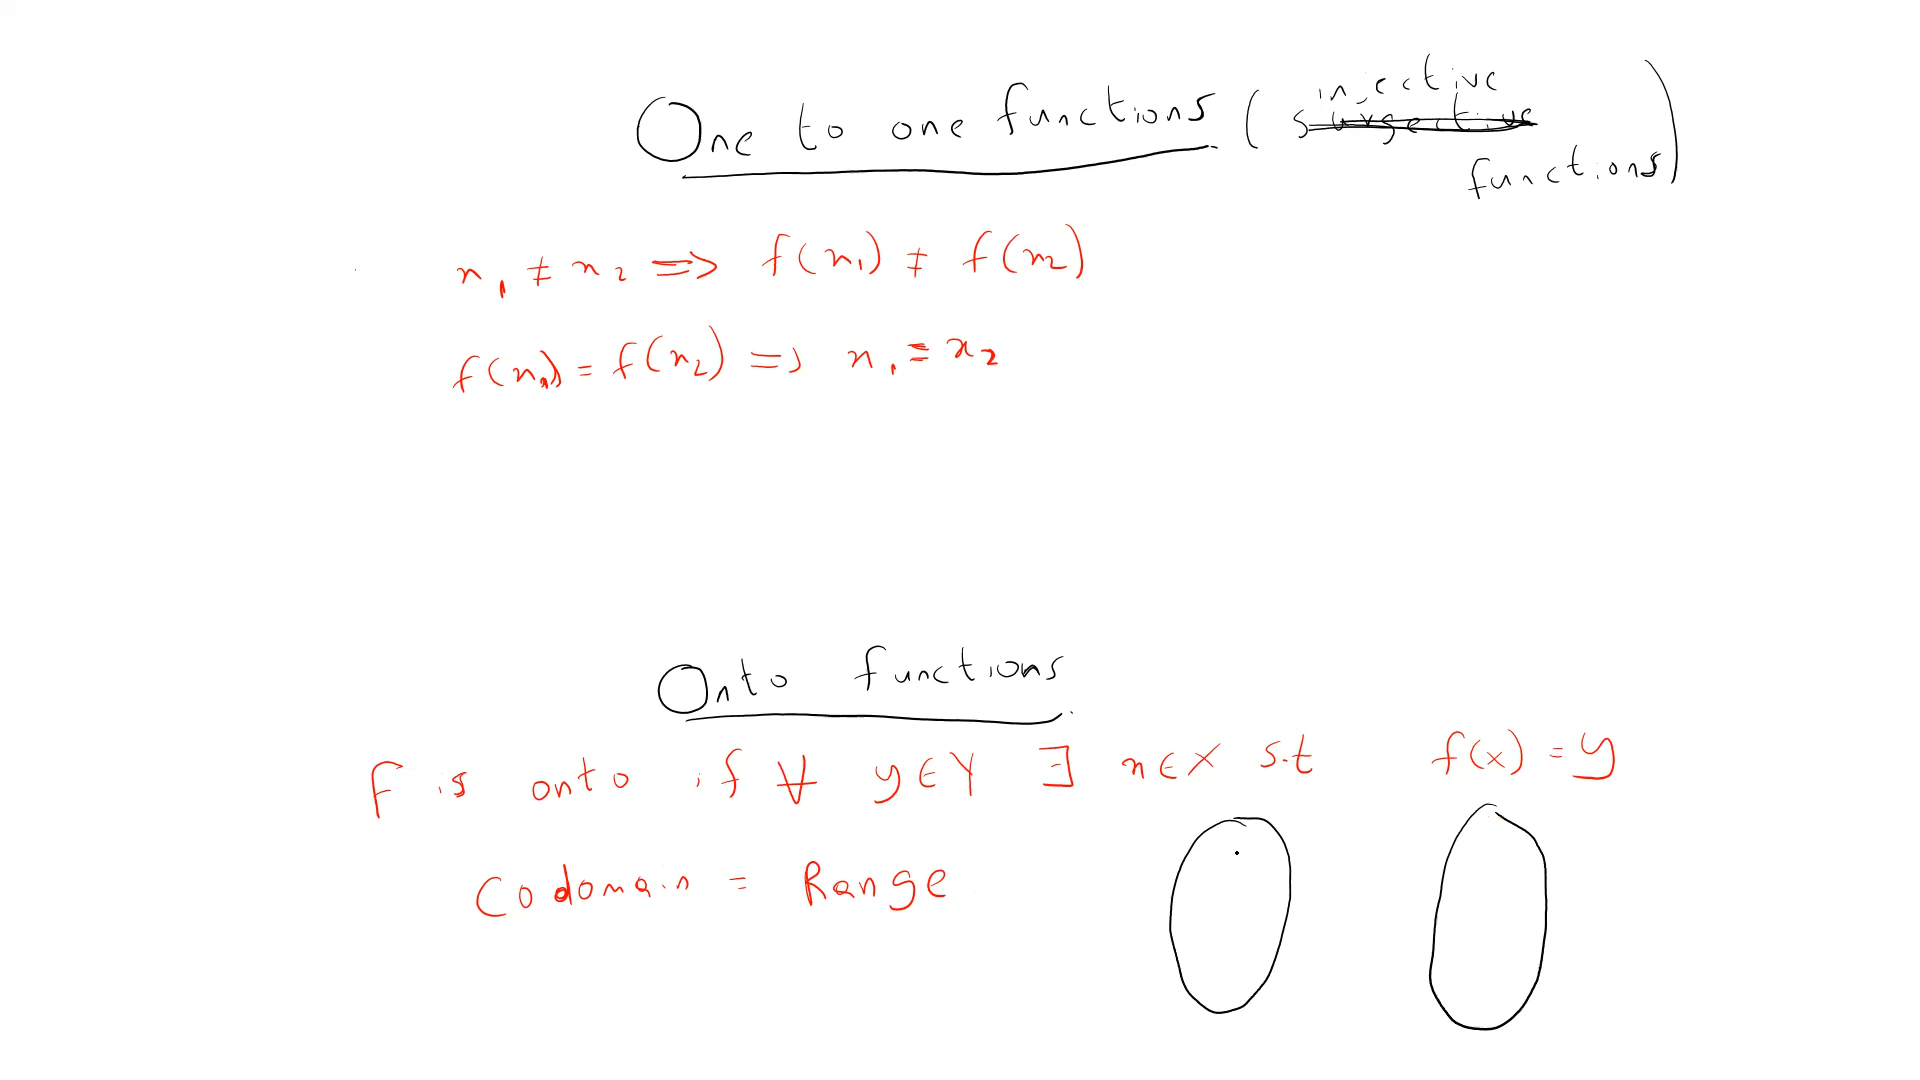 One to one functions (injective
functions)
x₁ ≠ x₂ => f(x₁) ≠ f(x₂)
f(x₁) = f(x₂) => x₁ = x₂
Onto functions
F is onto if ∀ y ∈ Y ∃ x ∈ X s.t f(x) = y
Codomain = Range